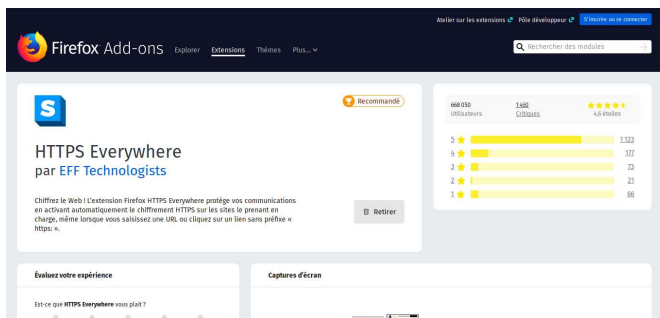 Atelier sur les extensions Pôle développeur S'inscrire ou se connecter
Firefox Add-ons Explorer Extensions Thèmes Plus... Rechercher des modules
S
Recommandé
HTTPS Everywhere
par EFF Technologists
Chiffrez le Web ! L'extension Firefox HTTPS Everywhere protège vos communications
en activant automatiquement le chiffrement HTTPS sur les sites le prenant en
charge, même lorsque vous saisissez une URL ou cliquez sur un lien sans préfixe «
https: ».
Retirer
668 050 1 460
Utilisateurs Critiques 4,6 étoiles
5 1 123
4 177
3 73
2 21
1 66
Évaluez votre expérience
Est-ce que HTTPS Everywhere vous plait ?
Captures d'écran